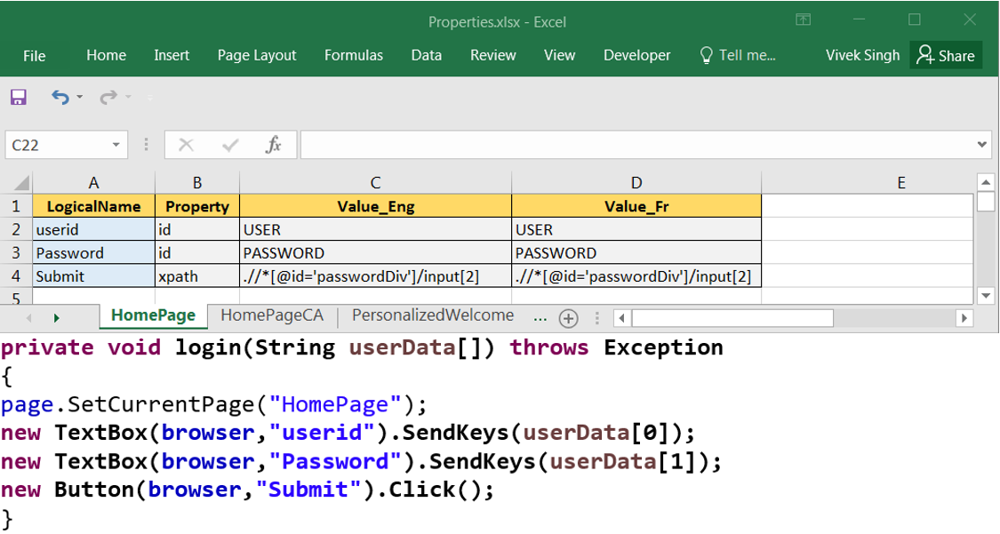 Properties.xlsx - Excel
File Home Insert Page Layout Formulas Data Review View Developer Tell me... Vivek Singh Share
C22 fx
A B C D E
1 LogicalName Property Value_Eng Value_Fr
2 userid id USER USER
3 Password id PASSWORD PASSWORD
4 Submit xpath .//*[@id='passwordDiv']/input[2] .//*[@id='passwordDiv']/input[2]
5
HomePage HomePageCA PersonalizedWelcome ...
private void login(String userData[]) throws Exception
{
page.SetCurrentPage("HomePage");
new TextBox(browser,"userid").SendKeys(userData[0]);
new TextBox(browser,"Password").SendKeys(userData[1]);
new Button(browser,"Submit").Click();
}